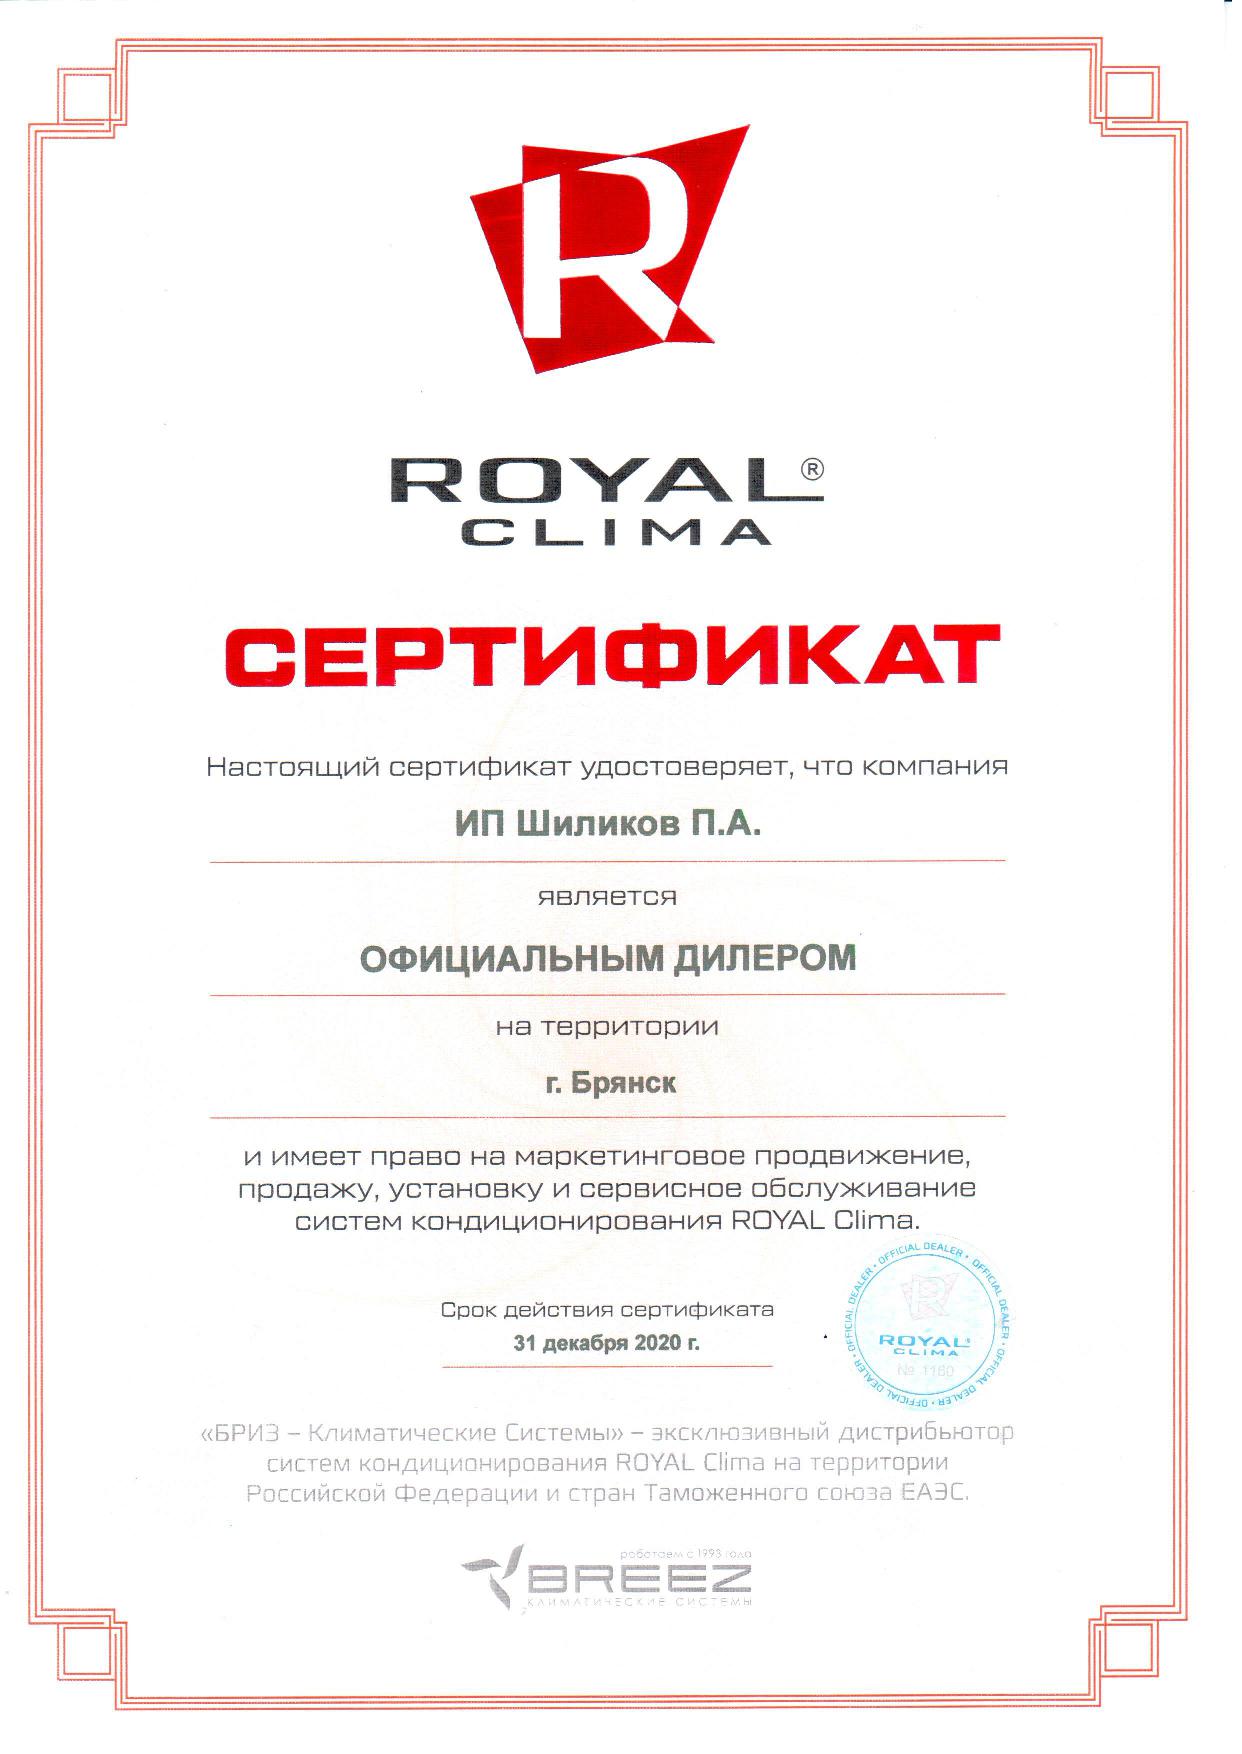 R
ROYAL®
CLIMA
СЕРТИФИКАТ
Настоящий сертификат удостоверяет, что компания
ИП Шиликов П.А.
является
ОФИЦИАЛЬНЫМ ДИЛЕРОМ
на территории
г. Брянск
и имеет право на маркетинговое продвижение,
продажу, установку и сервисное обслуживание
систем кондиционирования ROYAL Clima.
Срок действия сертификата
31 декабря 2020 г.
OFFICIAL DEALER • OFFICIAL DEALER • OFFICIAL DEALER • OFFICIAL DEALER • OFFICIAL DEALER •
R
ROYAL®
CLIMA
№ 1160
«БРИЗ – Климатические Системы» – эксклюзивный дистрибьютор
систем кондиционирования ROYAL Clima на территории
Российской Федерации и стран Таможенного союза ЕАЭС.
работаем с 1993 года
BREEZ
КЛИМАТИЧЕСКИЕ СИСТЕМЫ